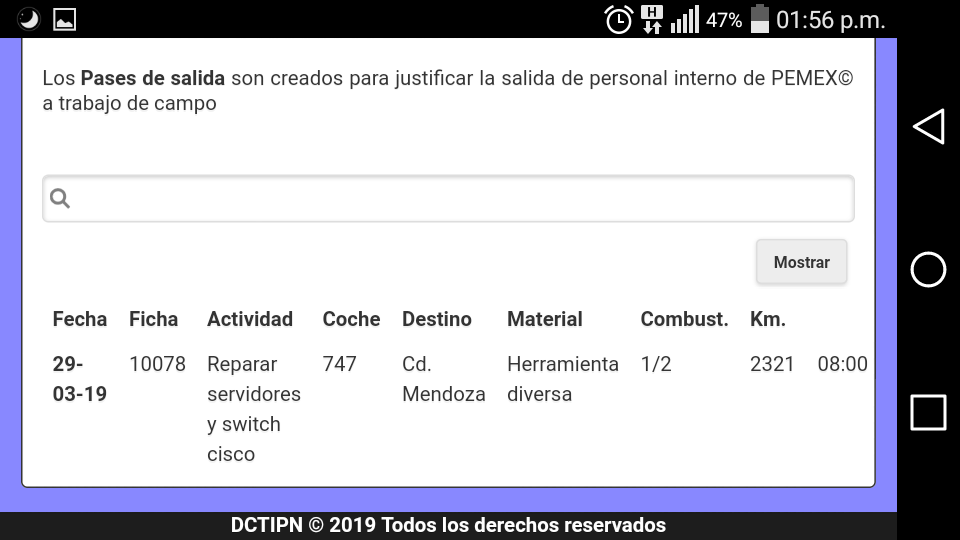 H 47% 01:56 p.m.
Los Pases de salida son creados para justificar la salida de personal interno de PEMEX©
a trabajo de campo
Mostrar
Fecha Ficha Actividad Coche Destino Material Combust. Km.
29- 10078 Reparar 747 Cd. Herramienta 1/2 2321 08:00
03-19 servidores Mendoza diversa
y switch
cisco
DCTIPN © 2019 Todos los derechos reservados